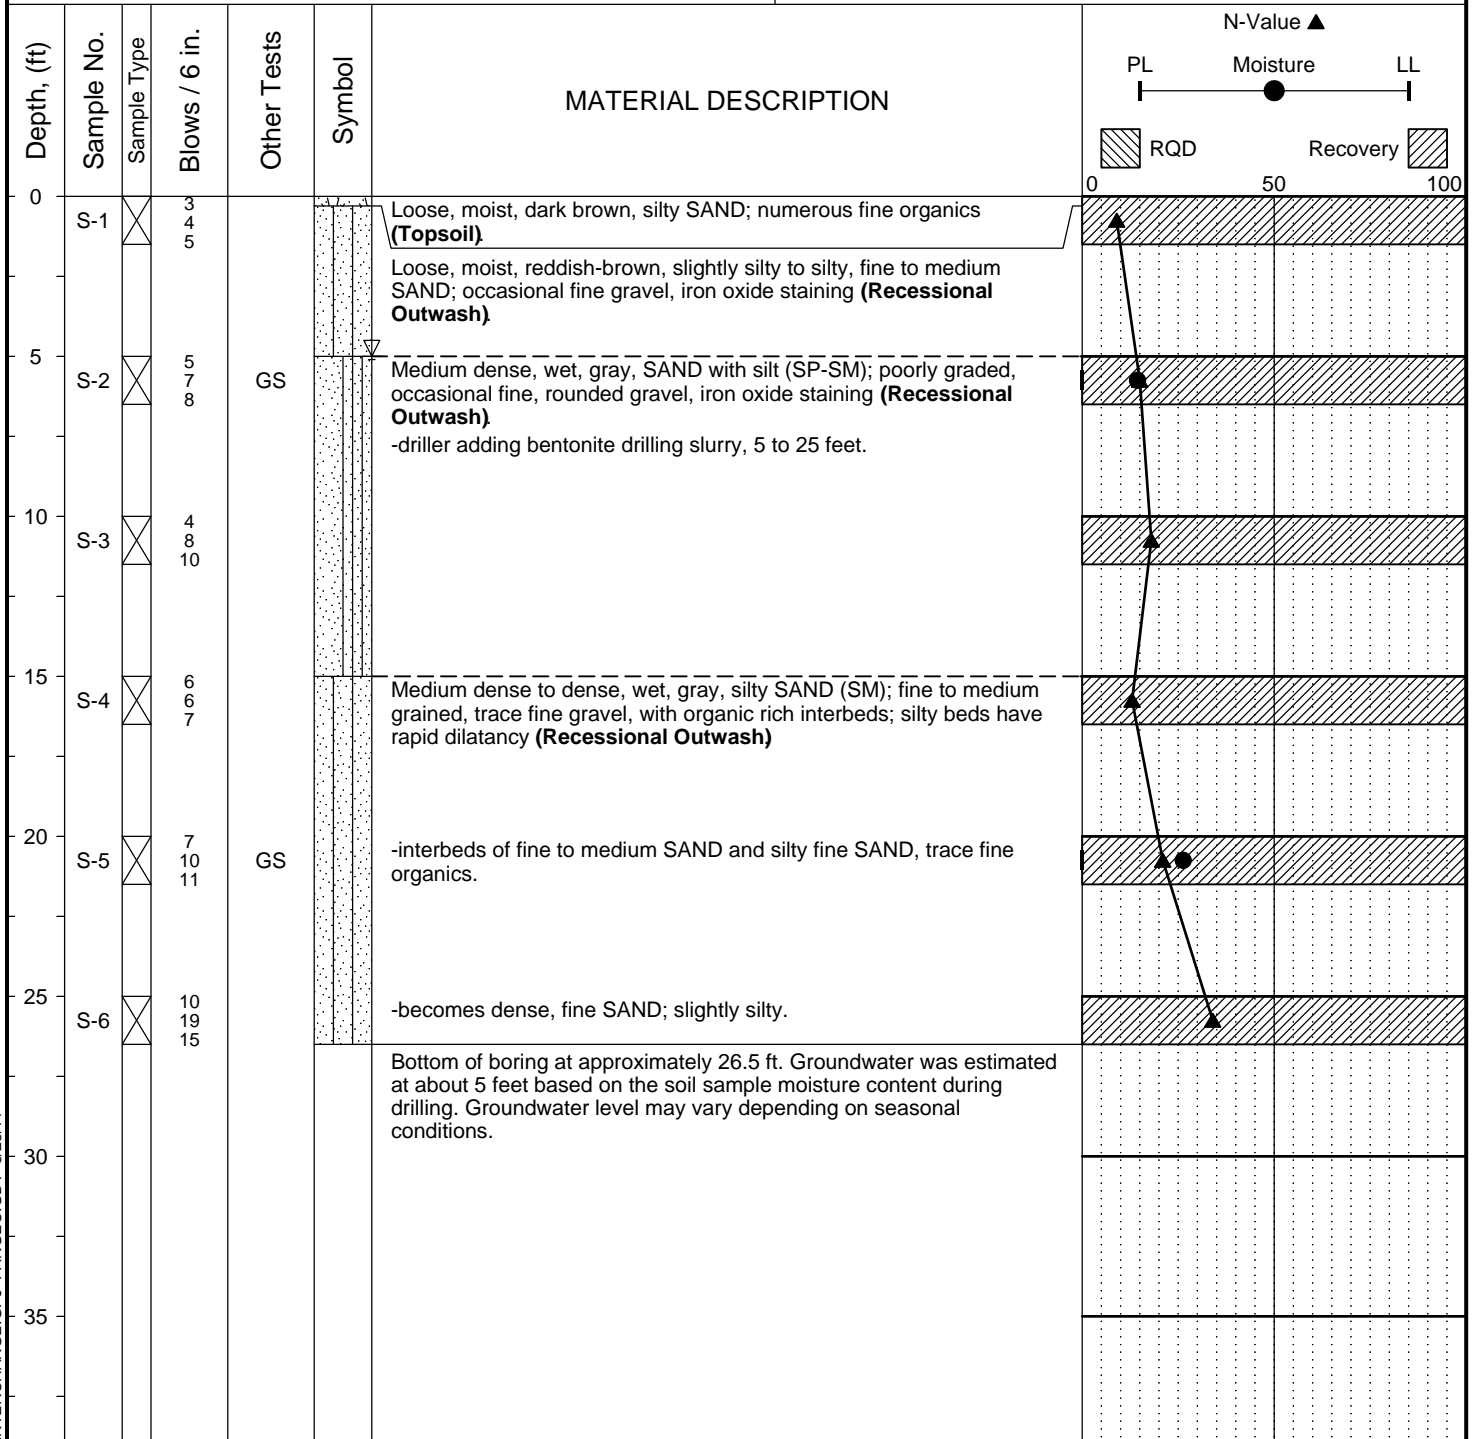 Depth, (ft)
Sample No.
Sample Type
Blows / 6 in.
Other Tests
Symbol
MATERIAL DESCRIPTION
N-Value ▲
PL Moisture LL
RQD Recovery
0 50 100
0
S-1
3
4
5
Loose, moist, dark brown, silty SAND; numerous fine organics
(Topsoil).
Loose, moist, reddish-brown, slightly silty to silty, fine to medium
SAND; occasional fine gravel, iron oxide staining (Recessional
Outwash).
5
S-2
5
7
8
GS
Medium dense, wet, gray, SAND with silt (SP-SM); poorly graded,
occasional fine, rounded gravel, iron oxide staining (Recessional
Outwash).
-driller adding bentonite drilling slurry, 5 to 25 feet.
10
S-3
4
8
10
15
S-4
6
6
7
Medium dense to dense, wet, gray, silty SAND (SM); fine to medium
grained, trace fine gravel, with organic rich interbeds; silty beds have
rapid dilatancy (Recessional Outwash)
20
S-5
7
10
11
GS
-interbeds of fine to medium SAND and silty fine SAND, trace fine
organics.
25
S-6
10
19
15
-becomes dense, fine SAND; slightly silty.
Bottom of boring at approximately 26.5 ft. Groundwater was estimated
at about 5 feet based on the soil sample moisture content during
drilling. Groundwater level may vary depending on seasonal
conditions.
30
35